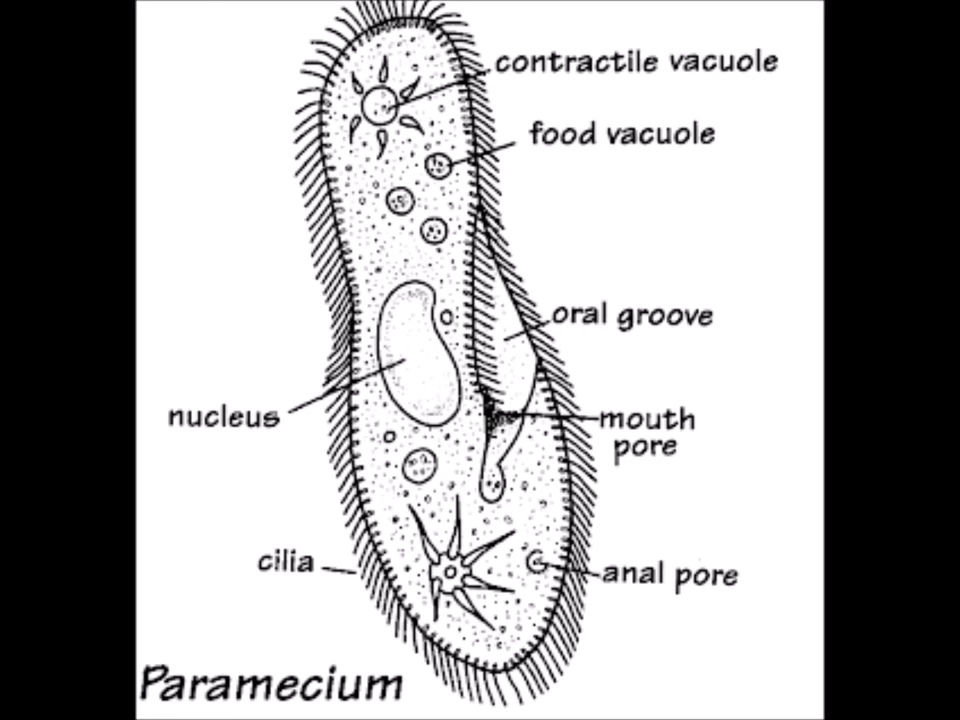 contractile vacuole
food vacuole
oral groove
nucleus
mouth
pore
cilia
anal pore
Paramecium